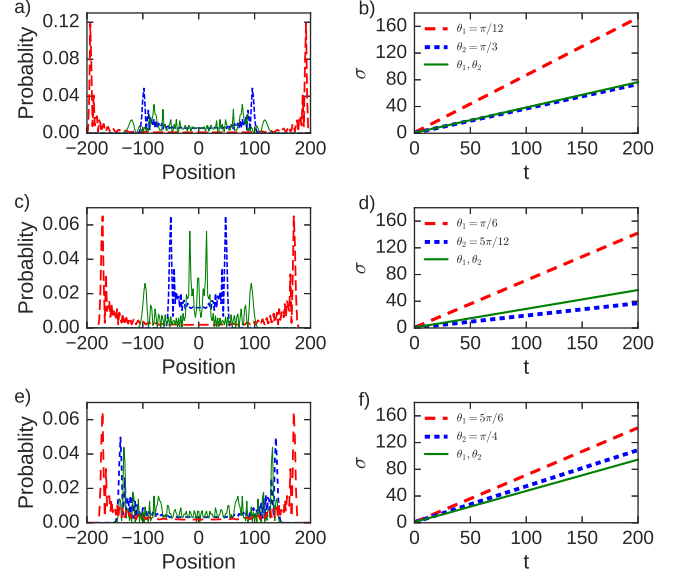 a)
Probablity
0.12
0.08
0.04
0.00
−200 −100 0 100 200
Position
b)
σ
160
120
80
40
0
θ₁ = π/12
θ₂ = π/3
θ₁, θ₂
0 50 100 150 200
t
c)
Probablity
0.06
0.04
0.02
0.00
−200 −100 0 100 200
Position
d)
σ
160
120
80
40
0
θ₁ = π/6
θ₂ = 5π/12
θ₁, θ₂
0 50 100 150 200
t
e)
Probablity
0.06
0.04
0.02
0.00
−200 −100 0 100 200
Position
f)
σ
160
120
80
40
0
θ₁ = 5π/6
θ₂ = π/4
θ₁, θ₂
0 50 100 150 200
t